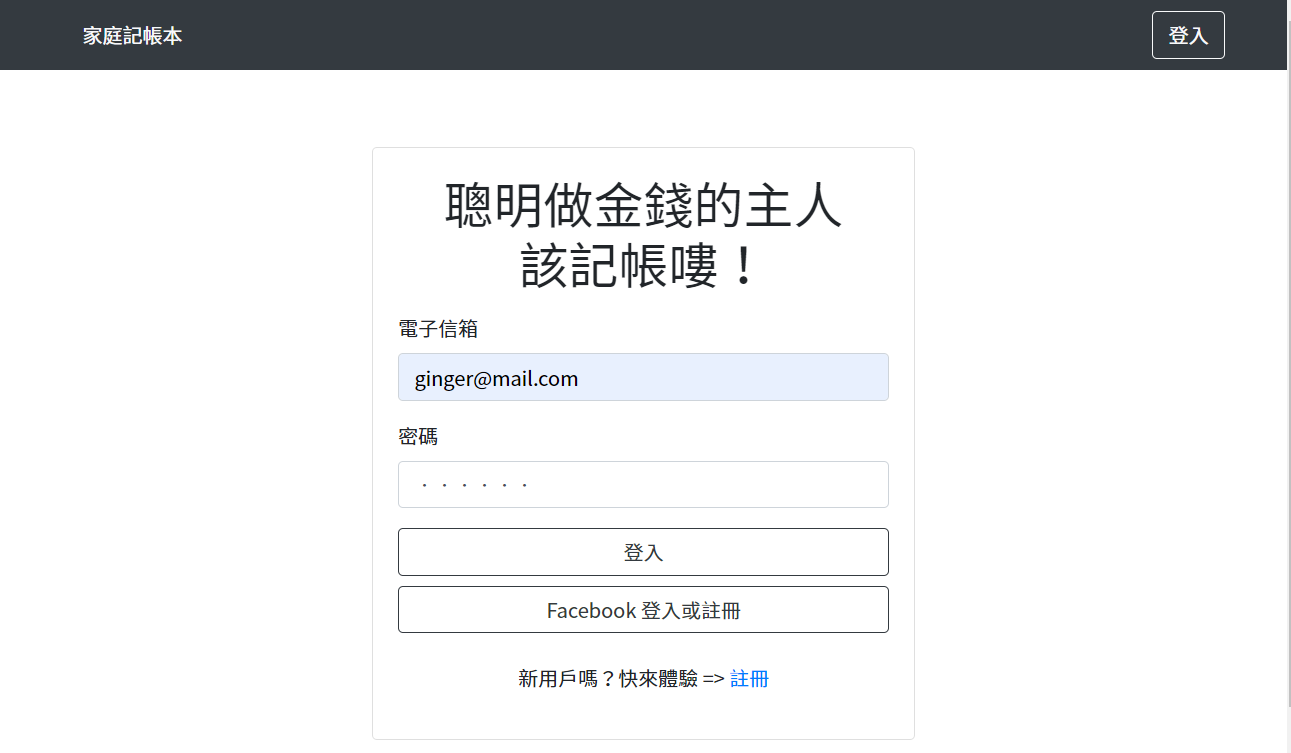 家庭記帳本
登入
聰明做金錢的主人
該記帳嘍！
電子信箱
ginger@mail.com
密碼
······
登入
Facebook 登入或註冊
新用戶嗎？快來體驗 => 註冊